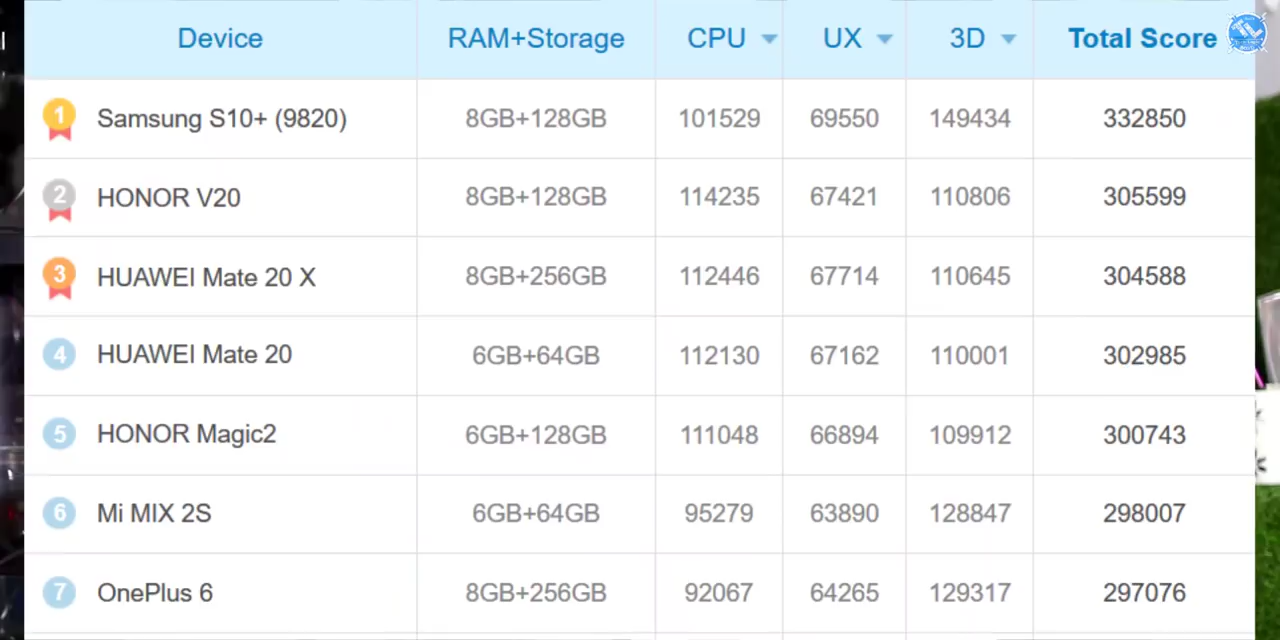 Device RAM+Storage CPU UX 3D Total Score
1 Samsung S10+ (9820) 8GB+128GB 101529 69550 149434 332850
2 HONOR V20 8GB+128GB 114235 67421 110806 305599
3 HUAWEI Mate 20 X 8GB+256GB 112446 67714 110645 304588
4 HUAWEI Mate 20 6GB+64GB 112130 67162 110001 302985
5 HONOR Magic2 6GB+128GB 111048 66894 109912 300743
6 Mi MIX 2S 6GB+64GB 95279 63890 128847 298007
7 OnePlus 6 8GB+256GB 92067 64265 129317 297076